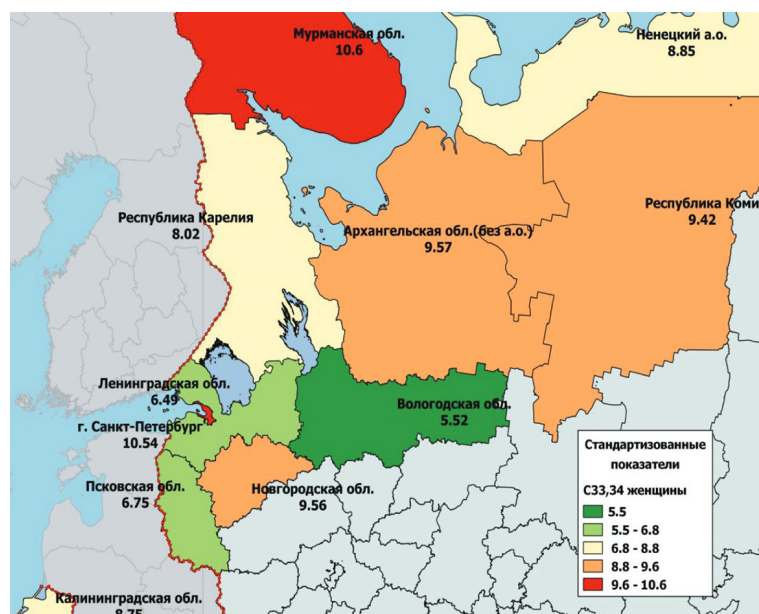 Мурманская обл.
10.6
Ненецкий а.о.
8.85
Республика Карелия
8.02
Архангельская обл.(без а.о.)
9.57
Республика Коми
9.42
Ленинградская обл.
6.49
г. Санкт-Петербург
10.54
Вологодская обл.
5.52
Псковская обл.
6.75
Новгородская обл.
9.56
Калининградская обл.
8.75
Стандартизованные
показатели
С33,34 женщины
5.5
5.5 - 6.8
6.8 - 8.8
8.8 - 9.6
9.6 - 10.6